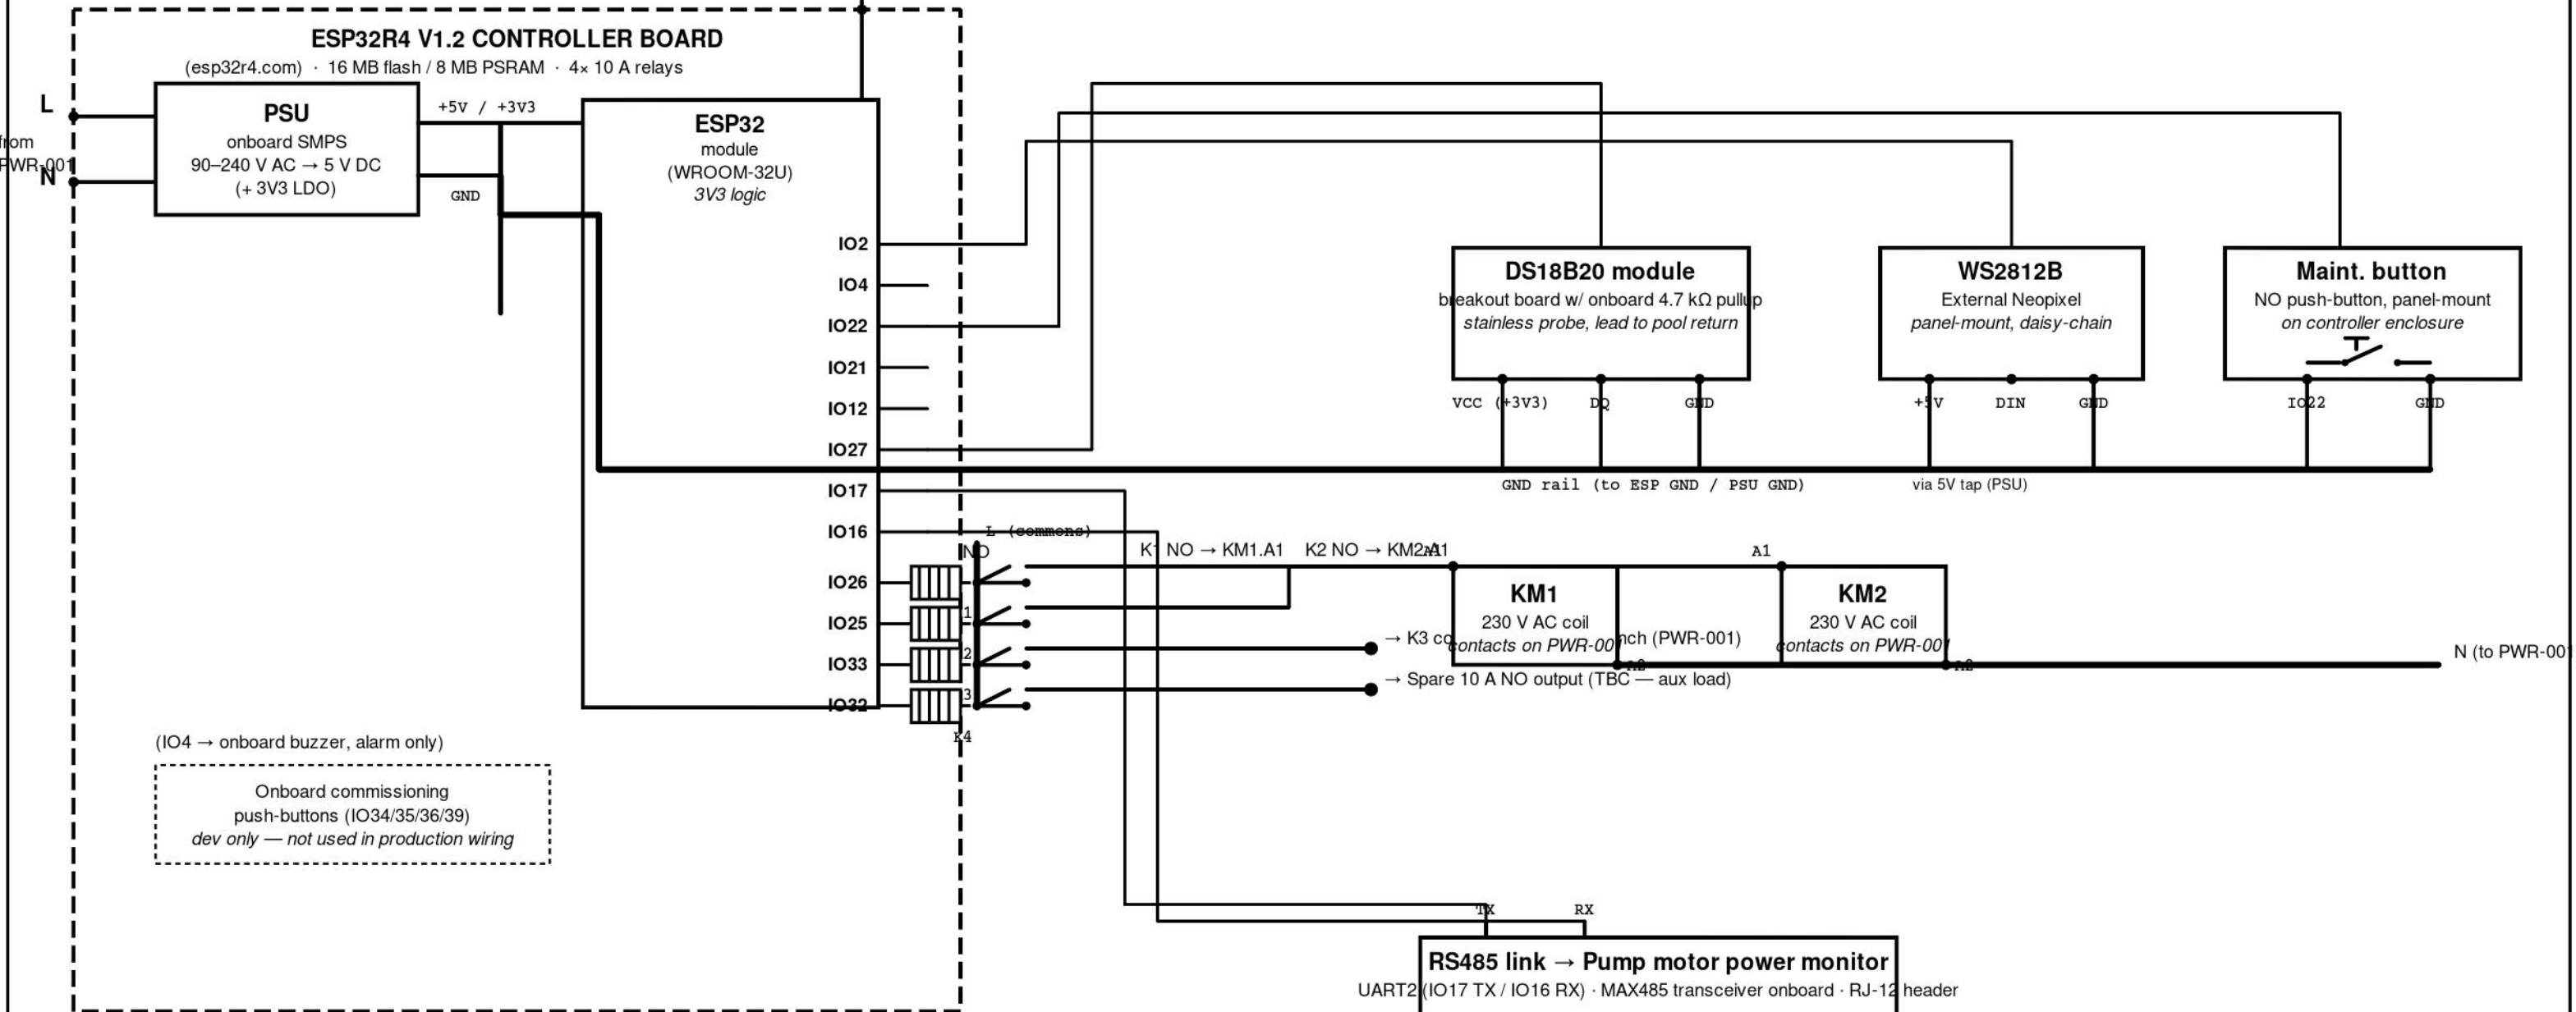 ESP32R4 V1.2 CONTROLLER BOARD
(esp32r4.com) · 16 MB flash / 8 MB PSRAM · 4× 10 A relays
L
from
PWR-001
N
PSU
onboard SMPS
90–240 V AC → 5 V DC
(+ 3V3 LDO)
+5V / +3V3
GND
ESP32
module
(WROOM-32U)
3V3 logic
IO2
IO4
IO22
IO21
IO12
IO27
IO17
IO16
IO26
IO25
IO33
IO32
DS18B20 module
breakout board w/ onboard 4.7 kΩ pullup
stainless probe, lead to pool return
VCC (+3V3)
DQ
GND
WS2812B
External Neopixel
panel-mount, daisy-chain
+5V
DIN
GND
Maint. button
NO push-button, panel-mount
on controller enclosure
IO22
GND
GND rail (to ESP GND / PSU GND)
via 5V tap (PSU)
L (commons)
NO
1
2
3
K4
K1 NO → KM1.A1
K2 NO → KM2.A1
A1
A1
KM1
230 V AC coil
contacts on PWR-001
KM2
230 V AC coil
contacts on PWR-001
→ K3
nch (PWR-001)
A2
A2
N (to PWR-001
→ Spare 10 A NO output (TBC — aux load)
(IO4 → onboard buzzer, alarm only)
Onboard commissioning
push-buttons (IO34/35/36/39)
dev only — not used in production wiring
TX
RX
RS485 link → Pump motor power monitor
UART2 (IO17 TX / IO16 RX) · MAX485 transceiver onboard · RJ-12 header